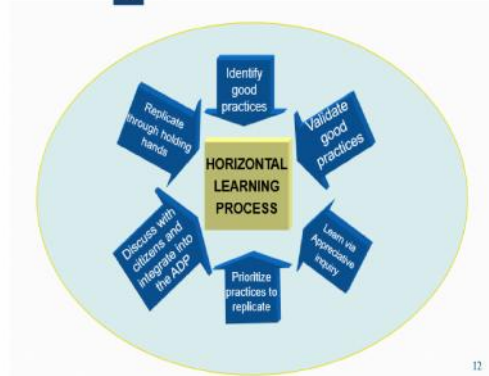 Identify
good
practices
Validate
good
practices
Learn via
Appreciative
inquiry
Prioritize
practices to
replicate
Discuss with
citizens and
integrate into
the ADP
Replicate
through holding
hands
HORIZONTAL
LEARNING
PROCESS
12